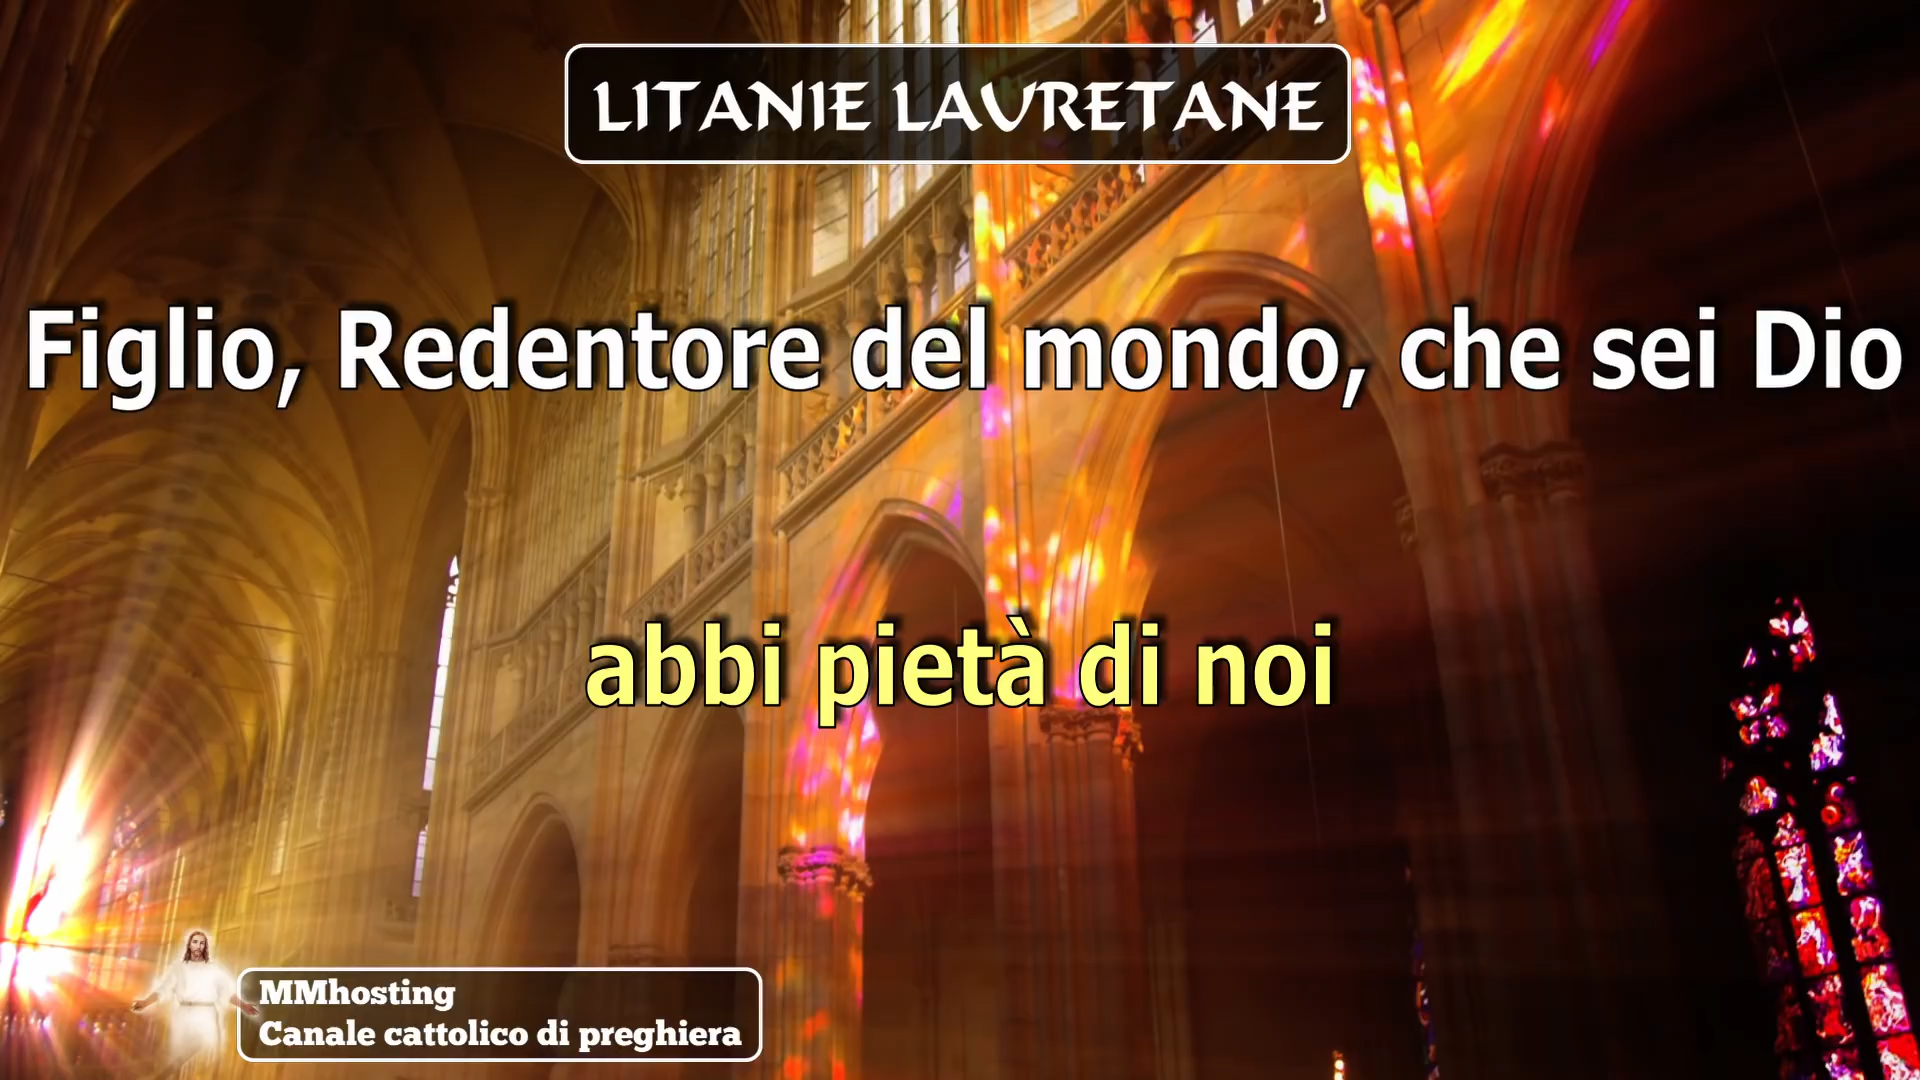 LITANIE LAURETANE
Figlio, Redentore del mondo, che sei Dio
abbi pietà di noi
MMhosting
Canale cattolico di preghiera